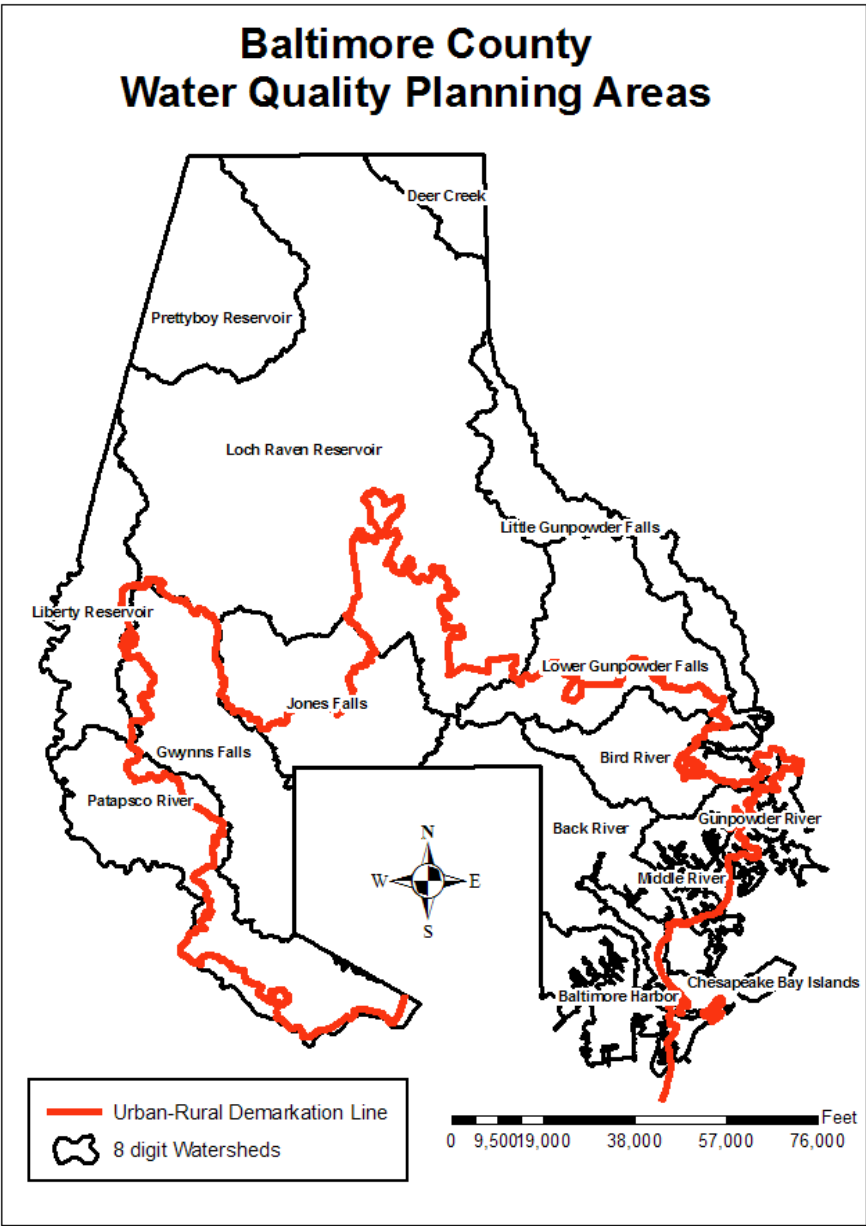 Baltimore County
Water Quality Planning Areas
Deer Creek
Prettyboy Reservoir
Loch Raven Reservoir
Little Gunpowder Falls
Liberty Reservoir
Lower Gunpowder Falls
Jones Falls
Gwynns Falls
Bird River
Patapsco River
Gunpowder River
Back River
N
W
E
S
Middle River
Chesapeake Bay Islands
Baltimore Harbor
Urban-Rural Demarkation Line
8 digit Watersheds
Feet
0 9,500 19,000 38,000 57,000 76,000